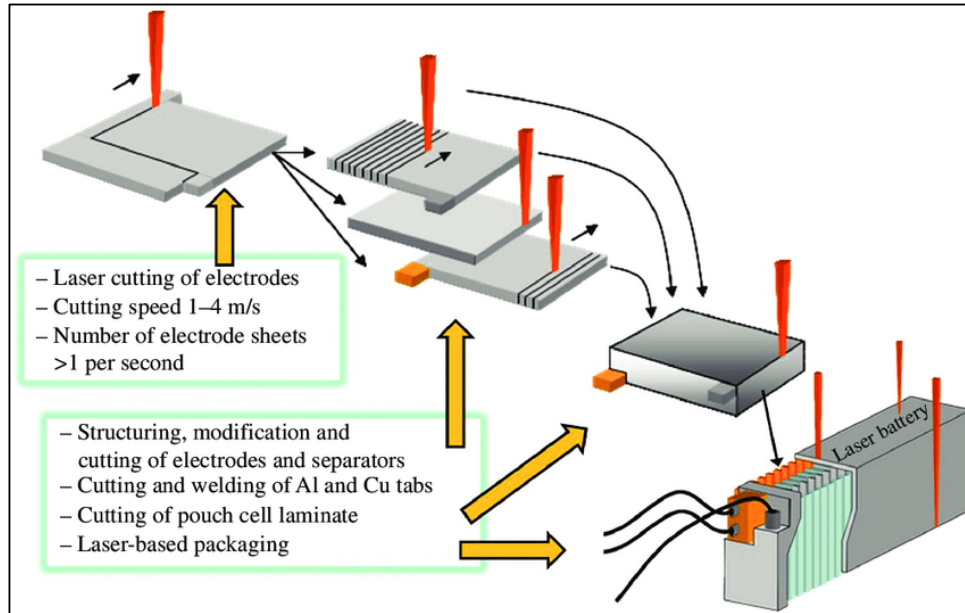 – Laser cutting of electrodes
– Cutting speed 1–4 m/s
– Number of electrode sheets
>1 per second
– Structuring, modification and
cutting of electrodes and separators
– Cutting and welding of Al and Cu tabs
– Cutting of pouch cell laminate
– Laser-based packaging
Laser battery